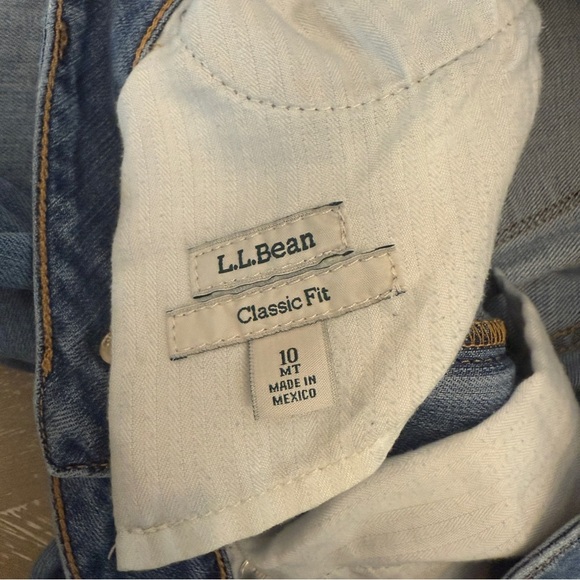 L.L.Bean
Classic Fit
10
MT
MADE IN
MEXICO